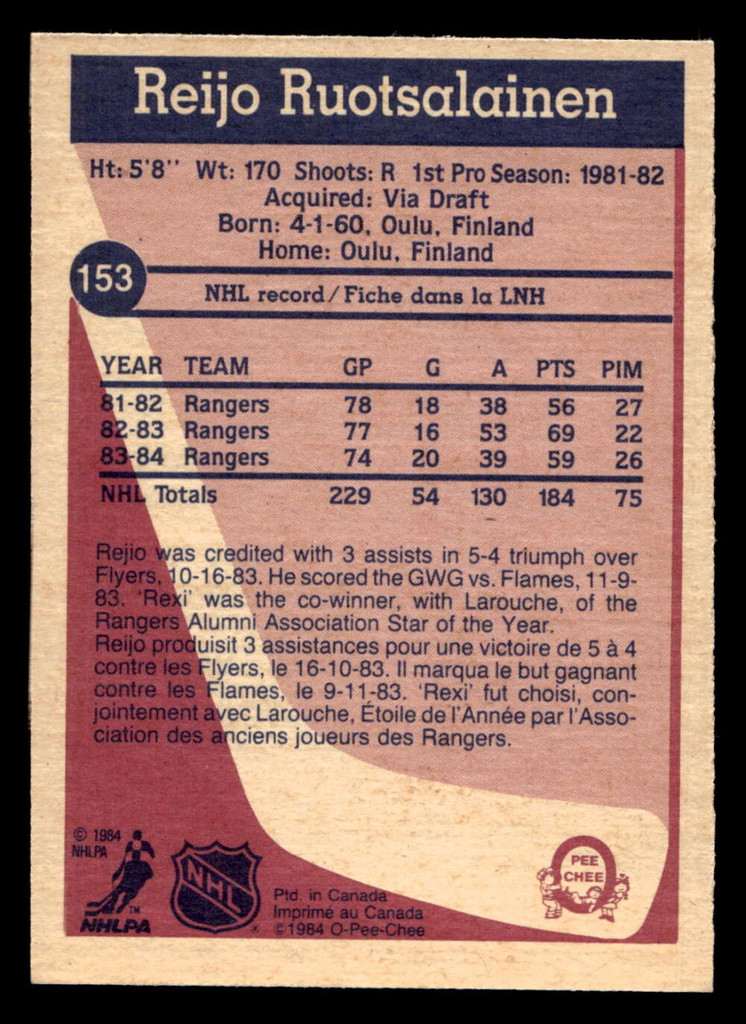 Reijo Ruotsalainen
Ht: 5'8'' Wt: 170 Shoots: R 1st Pro Season: 1981-82
Acquired: Via Draft
Born: 4-1-60, Oulu, Finland
Home: Oulu, Finland
153
NHL record/Fiche dans la LNH
YEAR TEAM GP G A PTS PIM
81-82 Rangers 78 18 38 56 27
82-83 Rangers 77 16 53 69 22
83-84 Rangers 74 20 39 59 26
NHL Totals 229 54 130 184 75
Rejio was credited with 3 assists in 5-4 triumph over
Flyers, 10-16-83. He scored the GWG vs. Flames, 11-9-
83. 'Rexi' was the co-winner, with Larouche, of the
Rangers Alumni Association Star of the Year.
Reijo produisit 3 assistances pour une victoire de 5 à 4
contre les Flyers, le 16-10-83. Il marqua le but gagnant
contre les Flames, le 9-11-83. 'Rexi' fut choisi, con-
jointement avec Larouche, Étoile de l'Année par l'Asso-
ciation des anciens joueurs des Rangers.
© 1984
NHLPA
TM
NHLPA
NHL
®
Ptd. in Canada
Imprimé au Canada
©1984 O-Pee-Chee
PEE
CHEE